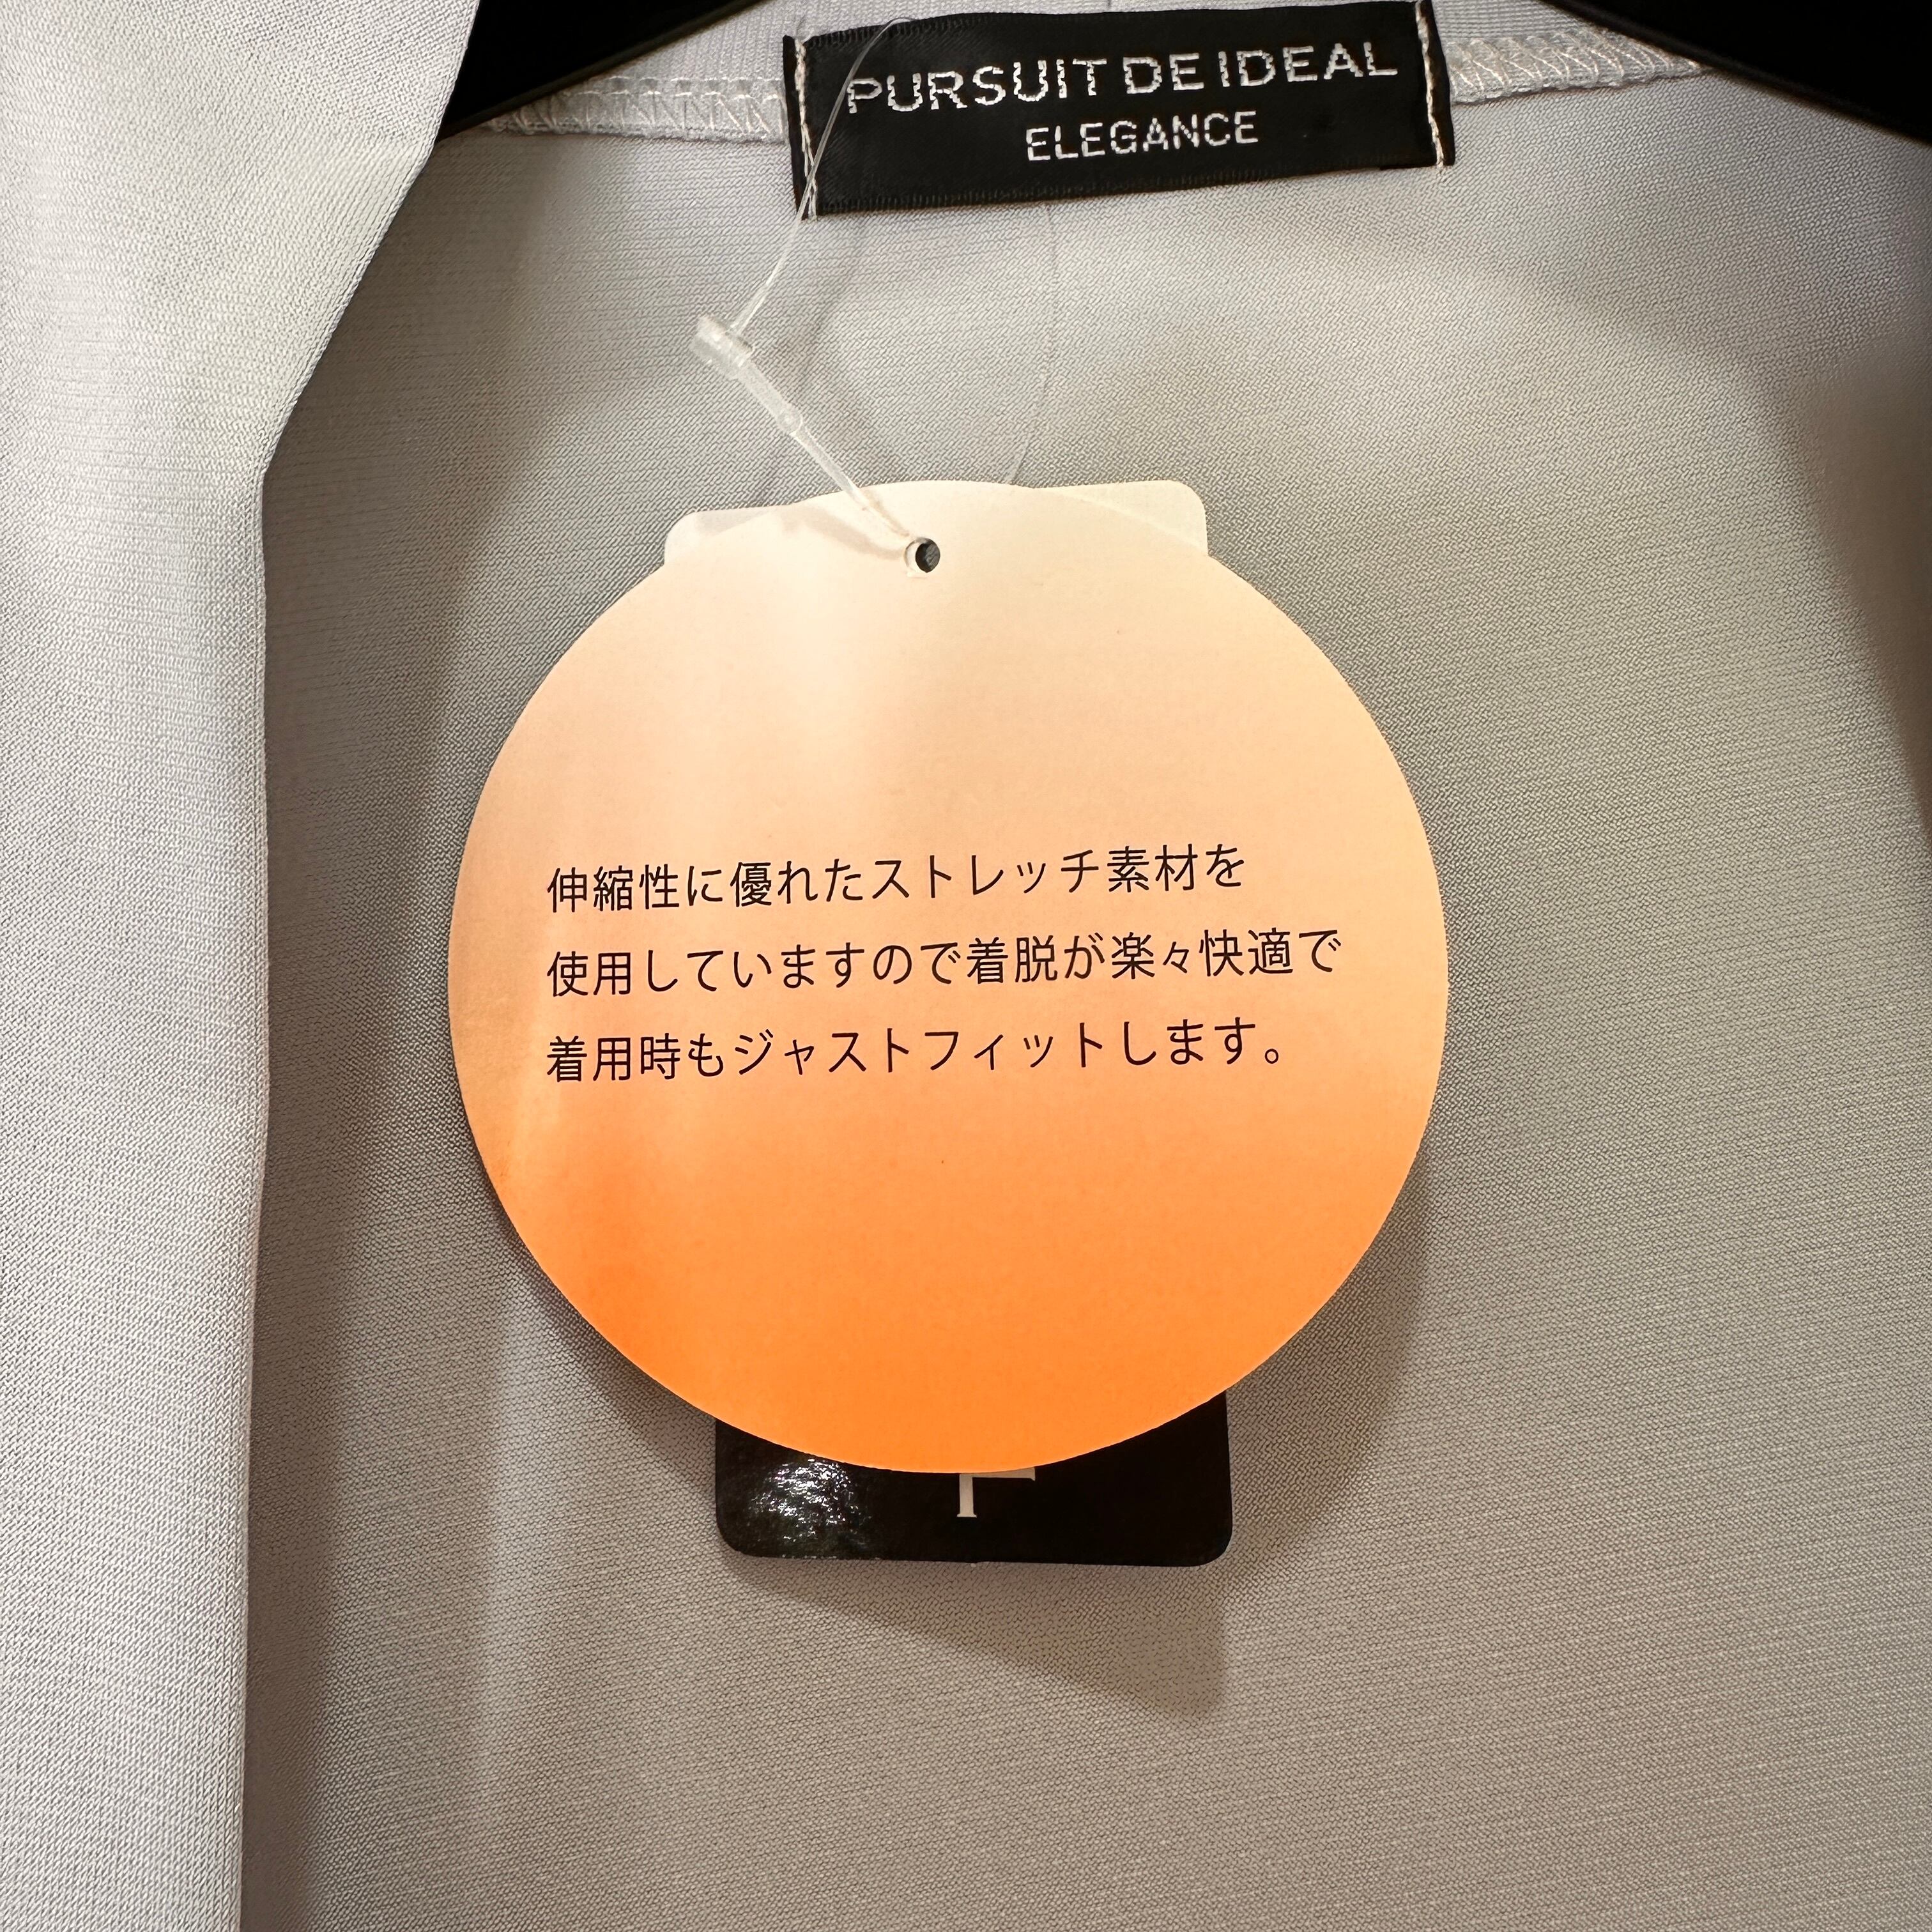 PURSUIT DE IDEAL
ELEGANCE
伸縮性に優れたストレッチ素材を
使用していますので着脱が楽々快適で
着用時もジャストフィットします。